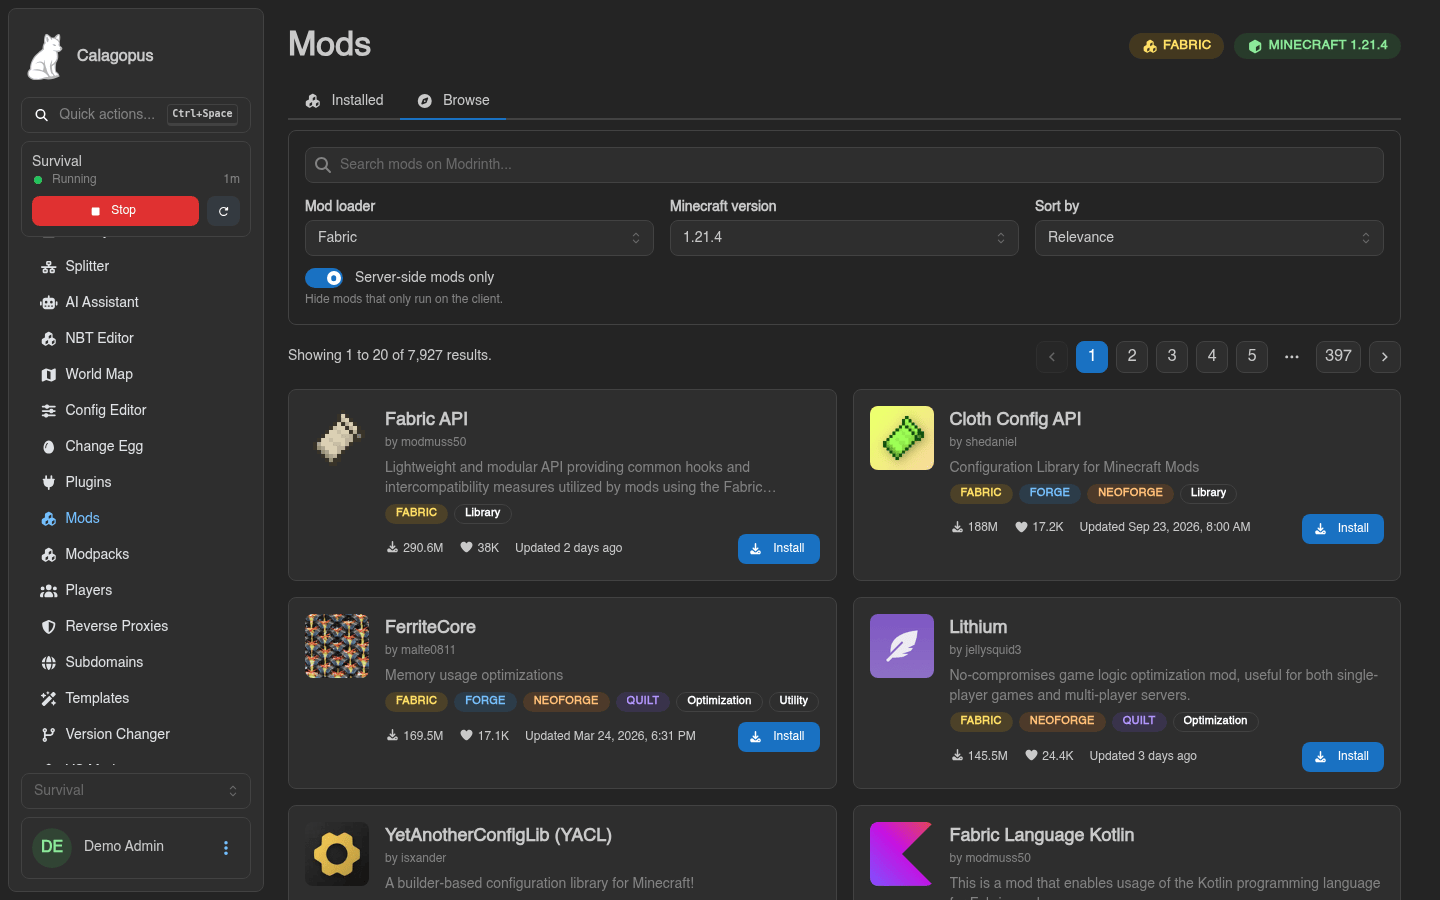 Calagopus
Quick actions...
Ctrl+Space
Survival
Running
1m
Stop
Splitter
AI Assistant
NBT Editor
World Map
Config Editor
Change Egg
Plugins
Mods
Modpacks
Players
Reverse Proxies
Subdomains
Templates
Version Changer
Survival
DE
Demo Admin
Mods
FABRIC
MINECRAFT 1.21.4
Installed
Browse
Search mods on Modrinth...
Mod loader
Minecraft version
Sort by
Fabric
1.21.4
Relevance
Server-side mods only
Hide mods that only run on the client.
Showing 1 to 20 of 7,927 results.
1 2 3 4 5 ... 397
Fabric API
by modmuss50
Lightweight and modular API providing common hooks and
intercompatibility measures utilized by mods using the Fabric...
FABRIC Library
290.6M 38K Updated 2 days ago
Install
Cloth Config API
by shedaniel
Configuration Library for Minecraft Mods
FABRIC FORGE NEOFORGE Library
188M 17.2K Updated Sep 23, 2026, 8:00 AM
Install
FerriteCore
by malte0811
Memory usage optimizations
FABRIC FORGE NEOFORGE QUILT Optimization Utility
169.5M 17.1K Updated Mar 24, 2026, 6:31 PM
Install
Lithium
by jellysquid3
No-compromises game logic optimization mod, useful for both single-
player games and multi-player servers.
FABRIC NEOFORGE QUILT Optimization
145.5M 24.4K Updated 3 days ago
Install
YetAnotherConfigLib (YACL)
by isxander
A builder-based configuration library for Minecraft!
Fabric Language Kotlin
by modmuss50
This is a mod that enables usage of the Kotlin programming language